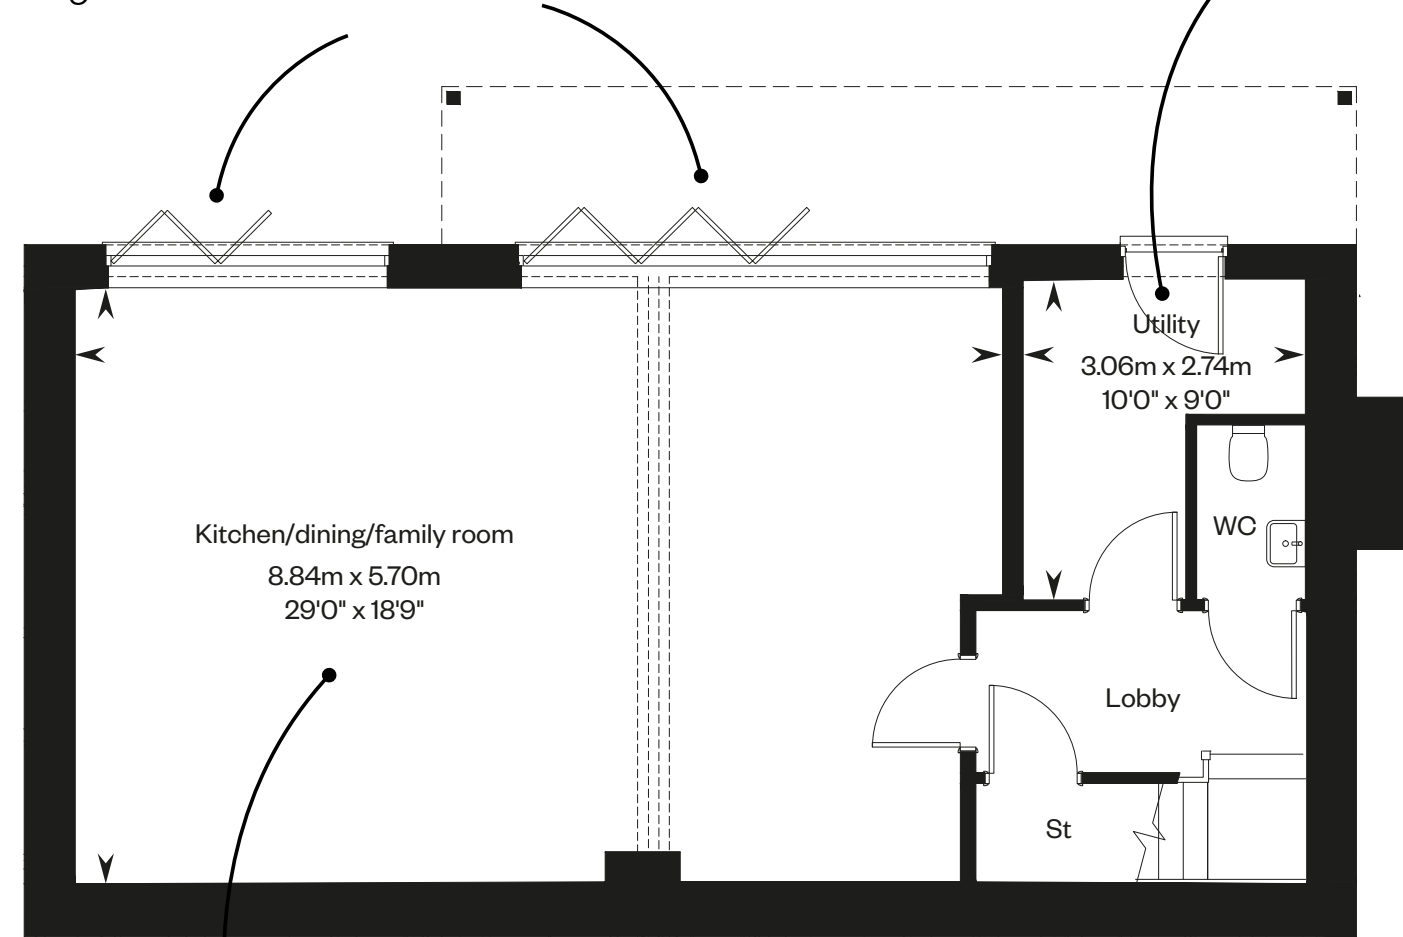 Utility
3.06m x 2.74m
10'0" x 9'0"
Kitchen/dining/family room
8.84m x 5.70m
29'0" x 18'9"
WC
Lobby
St